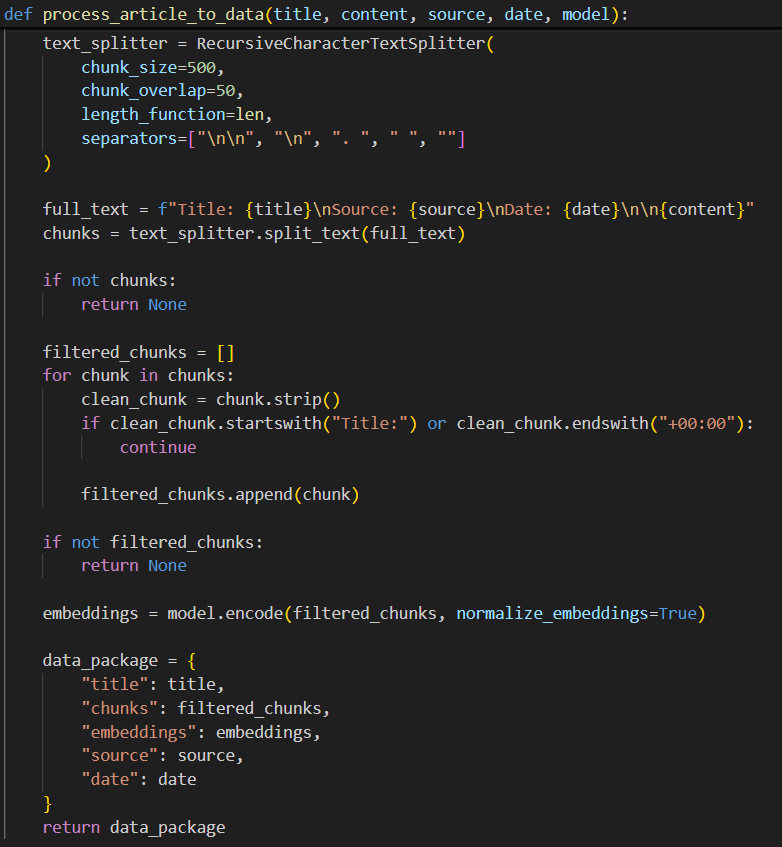 def process_article_to_data(title, content, source, date, model):
    text_splitter = RecursiveCharacterTextSplitter(
        chunk_size=500,
        chunk_overlap=50,
        length_function=len,
        separators=["\n\n", "\n", ". ", " ", ""]
    )

    full_text = f"Title: {title}\nSource: {source}\nDate: {date}\n\n{content}"
    chunks = text_splitter.split_text(full_text)

    if not chunks:
        return None

    filtered_chunks = []
    for chunk in chunks:
        clean_chunk = chunk.strip()
        if clean_chunk.startswith("Title:") or clean_chunk.endswith("+00:00"):
            continue

        filtered_chunks.append(chunk)

    if not filtered_chunks:
        return None

    embeddings = model.encode(filtered_chunks, normalize_embeddings=True)

    data_package = {
        "title": title,
        "chunks": filtered_chunks,
        "embeddings": embeddings,
        "source": source,
        "date": date
    }
    return data_package